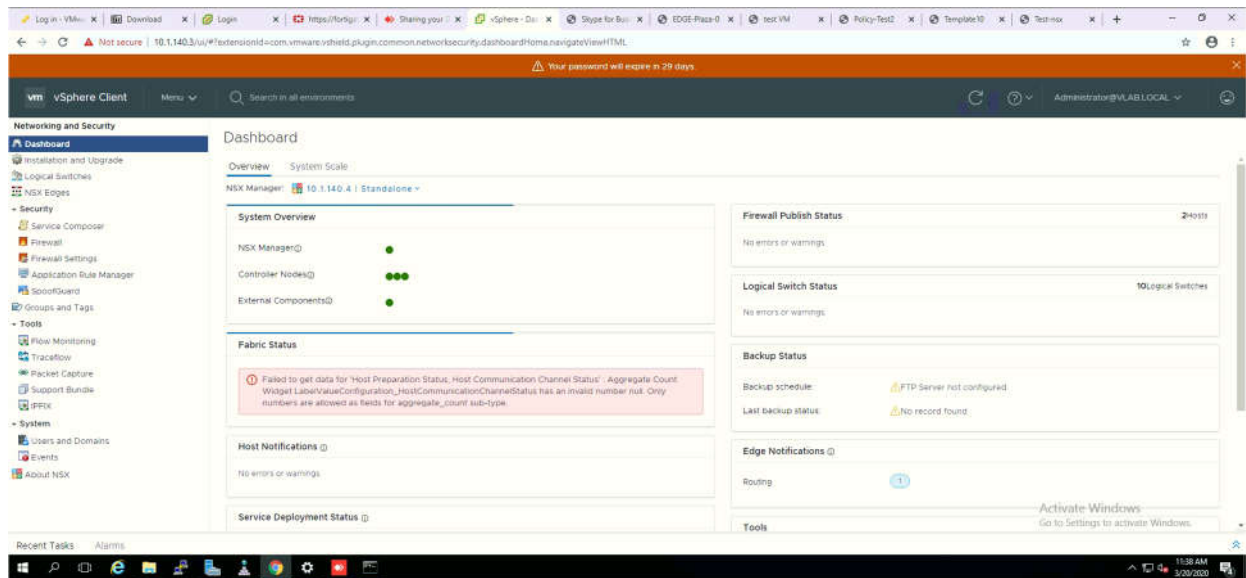 Log in - VMw
Download
Login
https://fortigr
Sharing your
vSphere - Da
Skype for Bus
EDGE-Plaza-0
test VM
Policy-Test2
Template10
Test-nsx
Not secure | 10.1.140.3/ui/#?extensionId=com.vmware.vshield.plugin.common.networksecurity.dashboardHome.navigateViewHTML
Your password will expire in 29 days.
vm vSphere Client Menu Search in all environments Administrator@VLAB.LOCAL
Networking and Security
Dashboard
Installation and Upgrade
Logical Switches
NSX Edges
Security
Service Composer
Firewall
Firewall Settings
Application Rule Manager
SpoofGuard
Groups and Tags
Tools
Flow Monitoring
Traceflow
Packet Capture
Support Bundle
IPFIX
System
Users and Domains
Events
About NSX
Dashboard
Overview System Scale
NSX Manager: 10.1.140.4 | Standalone
System Overview
NSX Manager
Controller Nodes
External Components
Fabric Status
Failed to get data for 'Host Preparation Status, Host Communication Channel Status' : Aggregate Count
Widget LabelValueConfiguration_HostCommunicationChannelStatus has an invalid number null. Only
numbers are allowed as fields for aggregate_count sub-type.
Host Notifications
No errors or warnings
Service Deployment Status
Firewall Publish Status 2Hosts
No errors or warnings
Logical Switch Status 10Logical Switches
No errors or warnings
Backup Status
Backup schedule: FTP Server not configured
Last backup status: No record found
Edge Notifications
Routing 1
Tools
Activate Windows
Go to Settings to activate Windows.
Recent Tasks Alarms
11:38 AM
3/20/2020